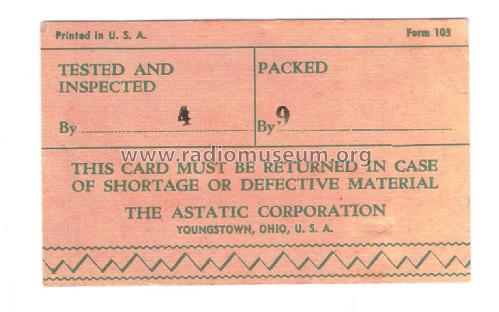 Printed in U. S. A. Form 103
TESTED AND
INSPECTED
By 4
PACKED
By 9
www.radiomuseum.org
THIS CARD MUST BE RETURNED IN CASE
OF SHORTAGE OR DEFECTIVE MATERIAL
THE ASTATIC CORPORATION
YOUNGSTOWN, OHIO, U. S. A.